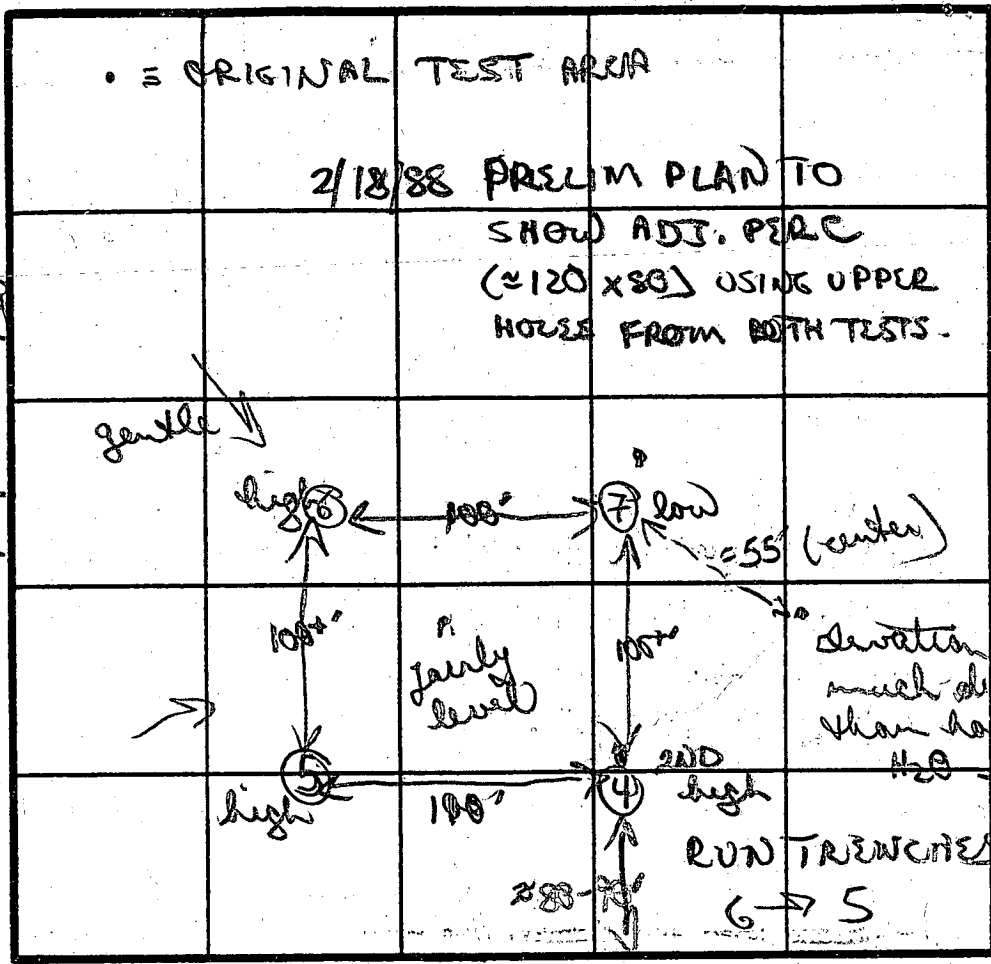 • ≡ ORIGINAL TEST AREA
2/18/88 PRELIM PLAN TO
SHOW ADJ. PERC
(≈120 x 80) USING UPPER
HOLES FROM BOTH TESTS.
gentle
high 6 100' 7 low
≈55' (center)
100+' fairly level 100+'
elevation
much
than
H2O
5 high 100' 4 2ND high
RUN TRENCHES
6 → 5